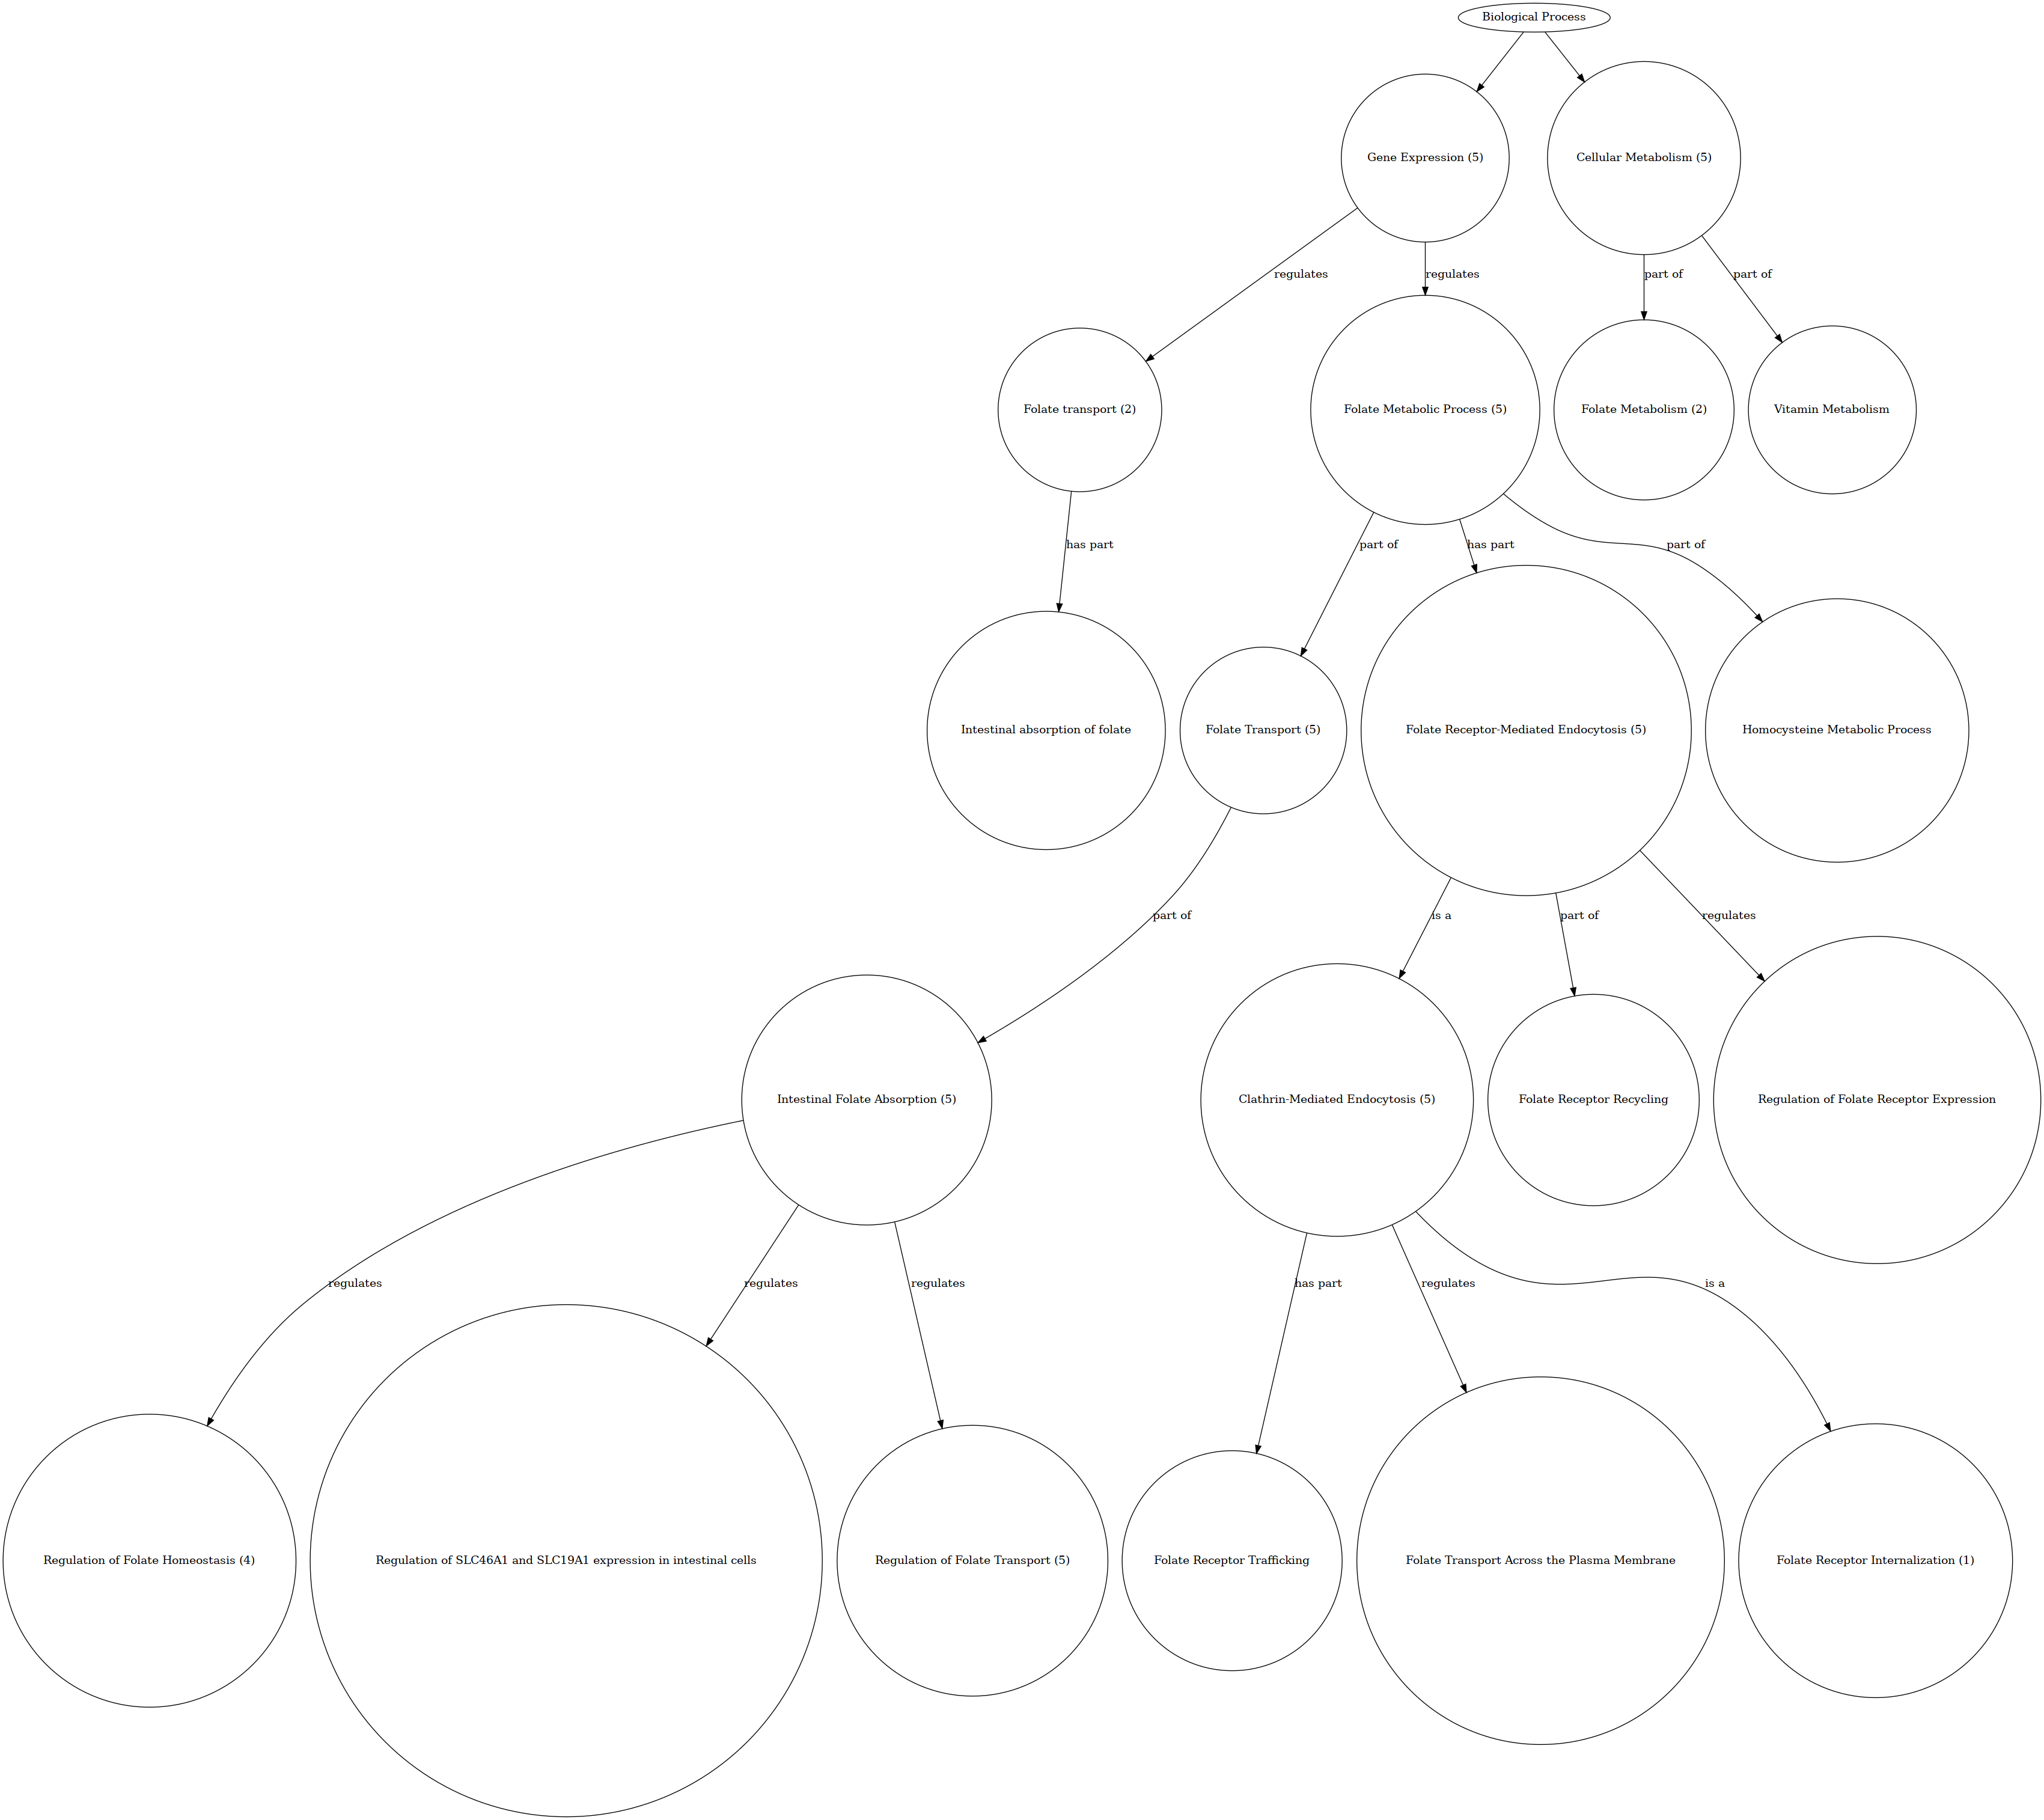 Biological Process
Gene Expression (5)
Cellular Metabolism (5)
regulates
regulates
part of
part of
Folate transport (2)
Folate Metabolic Process (5)
Folate Metabolism (2)
Vitamin Metabolism
has part
part of
has part
part of
Intestinal absorption of folate
Folate Transport (5)
Folate Receptor-Mediated Endocytosis (5)
Homocysteine Metabolic Process
part of
is a
part of
regulates
Intestinal Folate Absorption (5)
Clathrin-Mediated Endocytosis (5)
Folate Receptor Recycling
Regulation of Folate Receptor Expression
regulates
regulates
regulates
has part
regulates
is a
Regulation of Folate Homeostasis (4)
Regulation of SLC46A1 and SLC19A1 expression in intestinal cells
Regulation of Folate Transport (5)
Folate Receptor Trafficking
Folate Transport Across the Plasma Membrane
Folate Receptor Internalization (1)